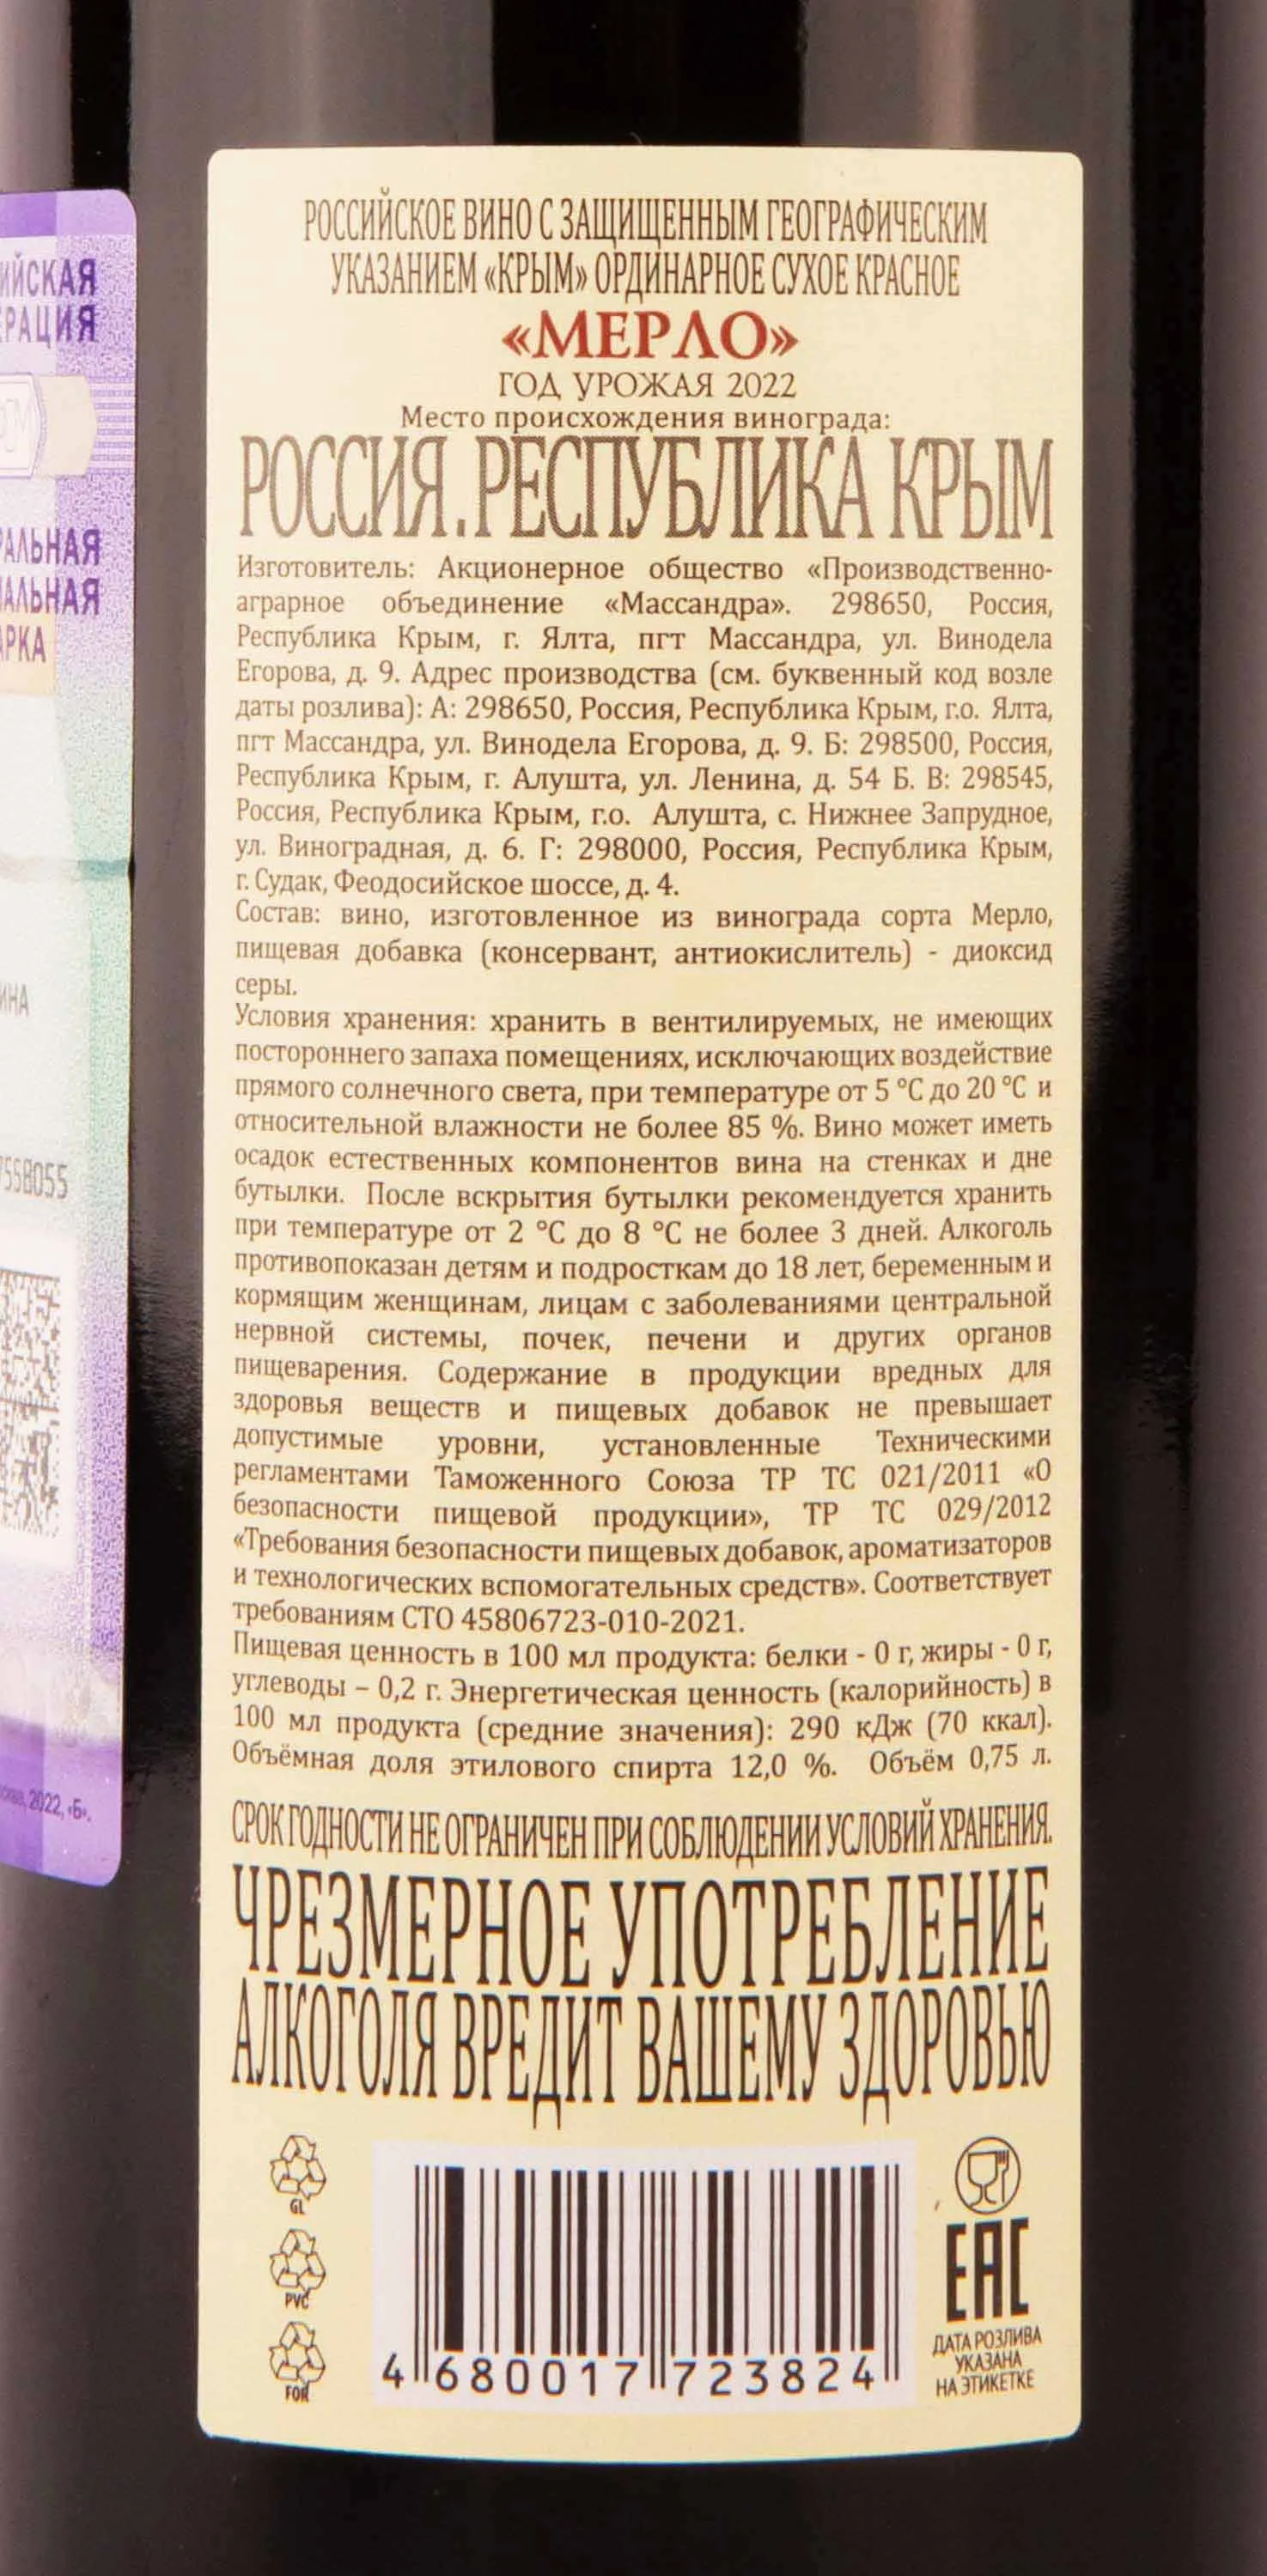 РОССИЙСКОЕ ВИНО С ЗАЩИЩЕННЫМ ГЕОГРАФИЧЕСКИМ
УКАЗАНИЕМ «КРЫМ» ОРДИНАРНОЕ СУХОЕ КРАСНОЕ
«МЕРЛО»
ГОД УРОЖАЯ 2022
Место происхождения винограда:
РОССИЯ. РЕСПУБЛИКА КРЫМ
Изготовитель: Акционерное общество «Производственно-
аграрное объединение «Массандра». 298650, Россия,
Республика Крым, г. Ялта, пгт Массандра, ул. Винодела
Егорова, д. 9. Адрес производства (см. буквенный код возле
даты розлива): А: 298650, Россия, Республика Крым, г.о. Ялта,
пгт Массандра, ул. Винодела Егорова, д. 9. Б: 298500, Россия,
Республика Крым, г. Алушта, ул. Ленина, д. 54 Б. В: 298545,
Россия, Республика Крым, г.о. Алушта, с. Нижнее Запрудное,
ул. Виноградная, д. 6. Г: 298000, Россия, Республика Крым,
г. Судак, Феодосийское шоссе, д. 4.
Состав: вино, изготовленное из винограда сорта Мерло,
пищевая добавка (консервант, антиокислитель) - диоксид
серы.
Условия хранения: хранить в вентилируемых, не имеющих
постороннего запаха помещениях, исключающих воздействие
прямого солнечного света, при температуре от 5 °С до 20 °С и
относительной влажности не более 85 %. Вино может иметь
осадок естественных компонентов вина на стенках и дне
бутылки. После вскрытия бутылки рекомендуется хранить
при температуре от 2 °С до 8 °С не более 3 дней. Алкоголь
противопоказан детям и подросткам до 18 лет, беременным и
кормящим женщинам, лицам с заболеваниями центральной
нервной системы, почек, печени и других органов
пищеварения. Содержание в продукции вредных для
здоровья веществ и пищевых добавок не превышает
допустимые уровни, установленные Техническими
регламентами Таможенного Союза ТР ТС 021/2011 «О
безопасности пищевой продукции», ТР ТС 029/2012
«Требования безопасности пищевых добавок, ароматизаторов
и технологических вспомогательных средств». Соответствует
требованиям СТО 45806723-010-2021.
Пищевая ценность в 100 мл продукта: белки - 0 г, жиры - 0 г,
углеводы – 0,2 г. Энергетическая ценность (калорийность) в
100 мл продукта (средние значения): 290 кДж (70 ккал).
Объёмная доля этилового спирта 12,0 %. Объём 0,75 л.
СРОК ГОДНОСТИ НЕ ОГРАНИЧЕН ПРИ СОБЛЮДЕНИИ УСЛОВИЙ ХРАНЕНИЯ.
ЧРЕЗМЕРНОЕ УПОТРЕБЛЕНИЕ
АЛКОГОЛЯ ВРЕДИТ ВАШЕМУ ЗДОРОВЬЮ
GL
PVC
FOR
4 680017 723824
EAC
ДАТА РОЗЛИВА
УКАЗАНА
НА ЭТИКЕТКЕ
ИЙСКАЯ
РАЦИЯ
АЛЬНАЯ
АЛЬНАЯ
АРКА
ИНА
7558055
2022, «Б».